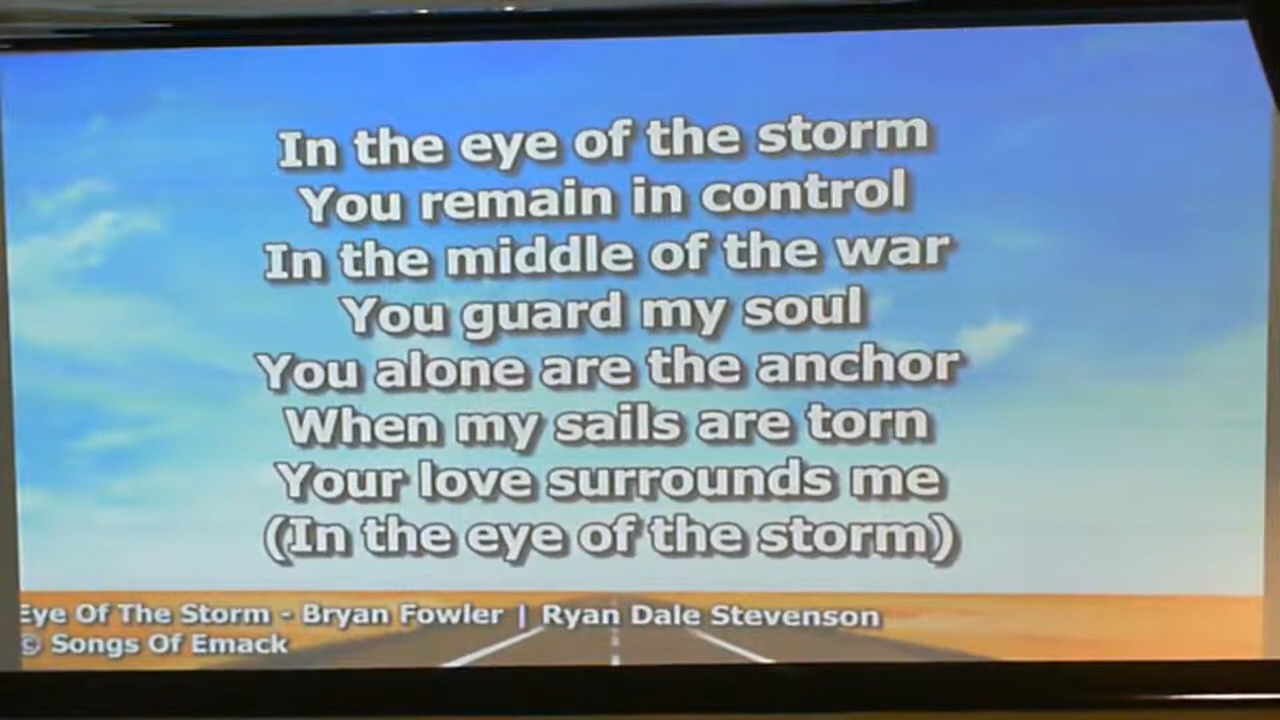 In the eye of the storm
You remain in control
In the middle of the war
You guard my soul
You alone are the anchor
When my sails are torn
Your love surrounds me
(In the eye of the storm)
Eye Of The Storm - Bryan Fowler | Ryan Dale Stevenson
© Songs Of Emack